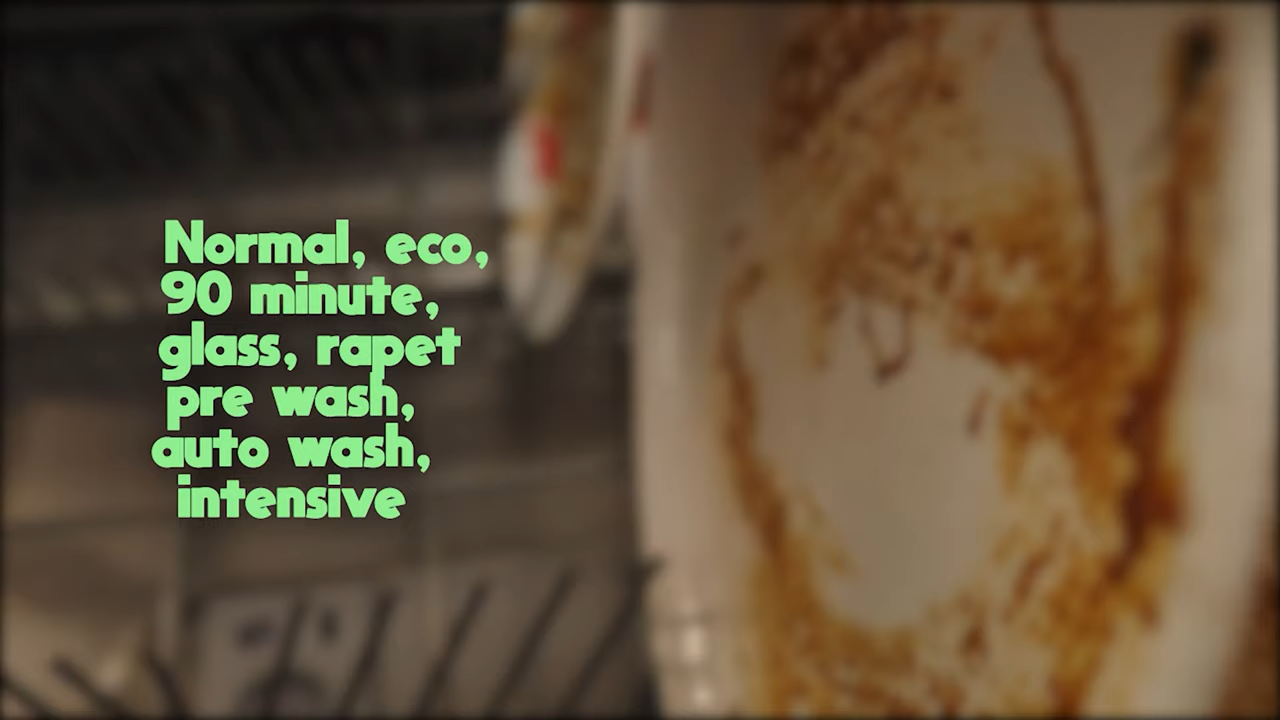 Normal, eco,
90 minute,
glass, rapet
pre wash,
auto wash,
intensive